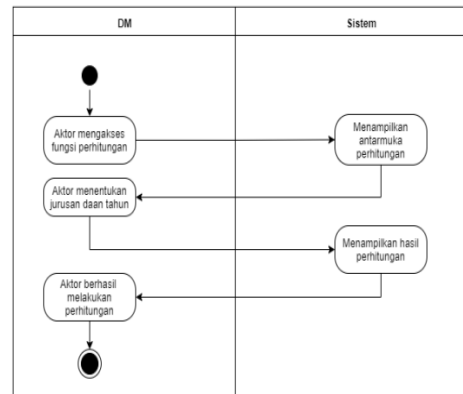 DM
Sistem
Aktor mengakses
fungsi perhitungan
Menampilkan
antarmuka
perhitungan
Aktor menentukan
jurusan daan tahun
Menampilkan hasil
perhitungan
Aktor berhasil
melakukan
perhitungan